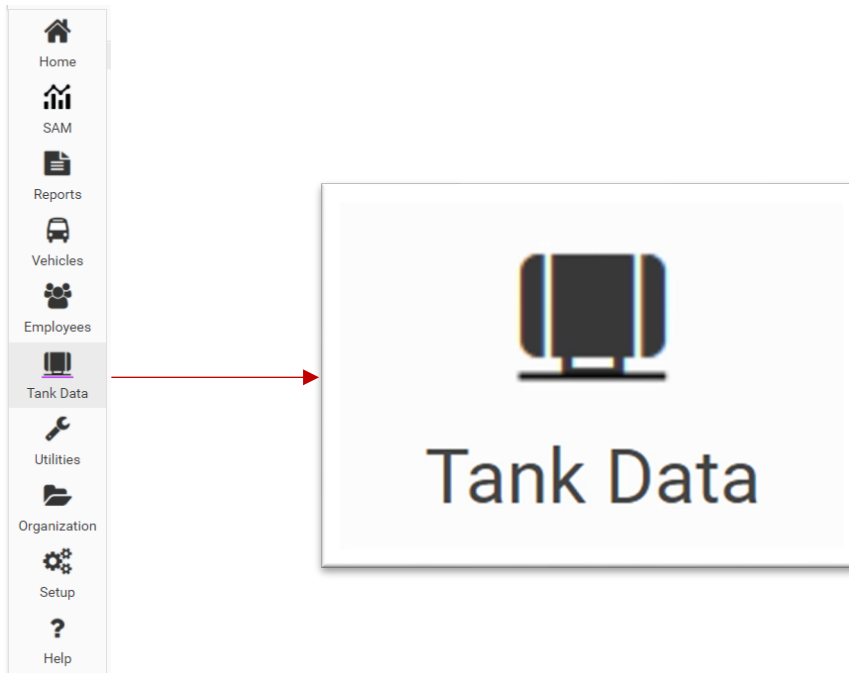 Home
SAM
Reports
Vehicles
Employees
Tank Data
Utilities
Organization
Setup
?
Help
Tank Data